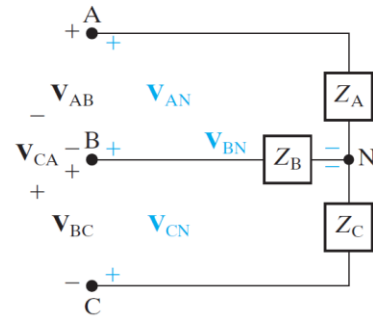 + A
+
V_AB V_AN Z_A
−
− B + V_BN − N
V_CA Z_B −
+
+ Z_C
V_BC V_CN
− +
C